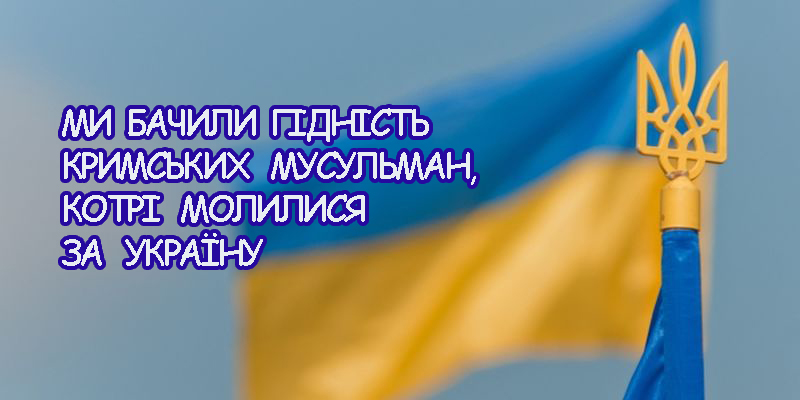 МИ БАЧИЛИ ГІДНІСТЬ
КРИМСЬКИХ МУСУЛЬМАН,
КОТРІ МОЛИЛИСЯ
ЗА УКРАЇНУ